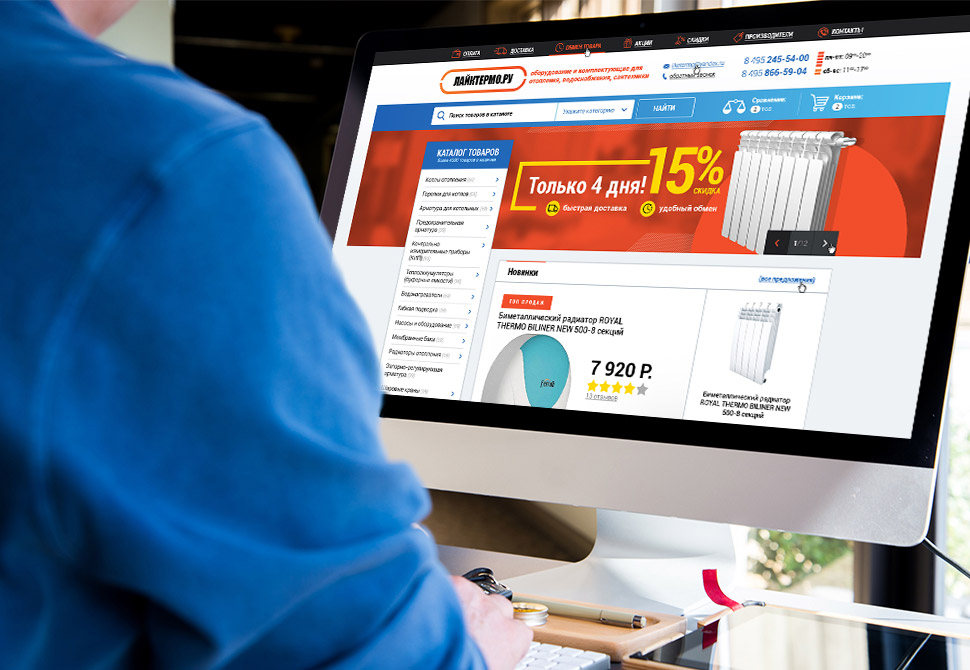 ОПЛАТА
ДОСТАВКА
ОБМЕН ТОВАРА
АКЦИИ
СКИДКИ
ПРОИЗВОДИТЕЛИ
КОНТАКТЫ
ЛАЙКТЕРМО.РУ
оборудование и комплектующие для
отопления, водоснабжения, сантехники
обратный звонок
8 495 245-54-00
8 495 866-59-04
пн-пт:
сб-вс:
Поиск товаров в каталоге
Укажите категорию
НАЙТИ
Сравнение:
2 тов
Корзина:
2 тов
КАТАЛОГ ТОВАРОВ
Более 4500 товаров в наличии
Котлы отопления
Горелки для котлов
Арматура для котельных
Предохранительная
арматура
Контрольно
измерительные приборы
(КИП)
Теплоаккумуляторы
(буферные емкости)
Водонагреватели
Гибкая подводка
Насосы и оборудование
Мембранные баки
Радиаторы отопления
Запорно-регулирующая
арматура
Шаровые краны
Только 4 дня!
15%
СКИДКА
быстрая доставка
удобный обмен
1/12
Новинки
(все предложения)
ТОП ПРОДАЖ
Биметаллический радиатор ROYAL
THERMO BILINER NEW 500-8 секций
7 920 Р.
13 отзывов
Биметаллический радиатор
ROYAL THERMO BILINER NEW
500-8 секций